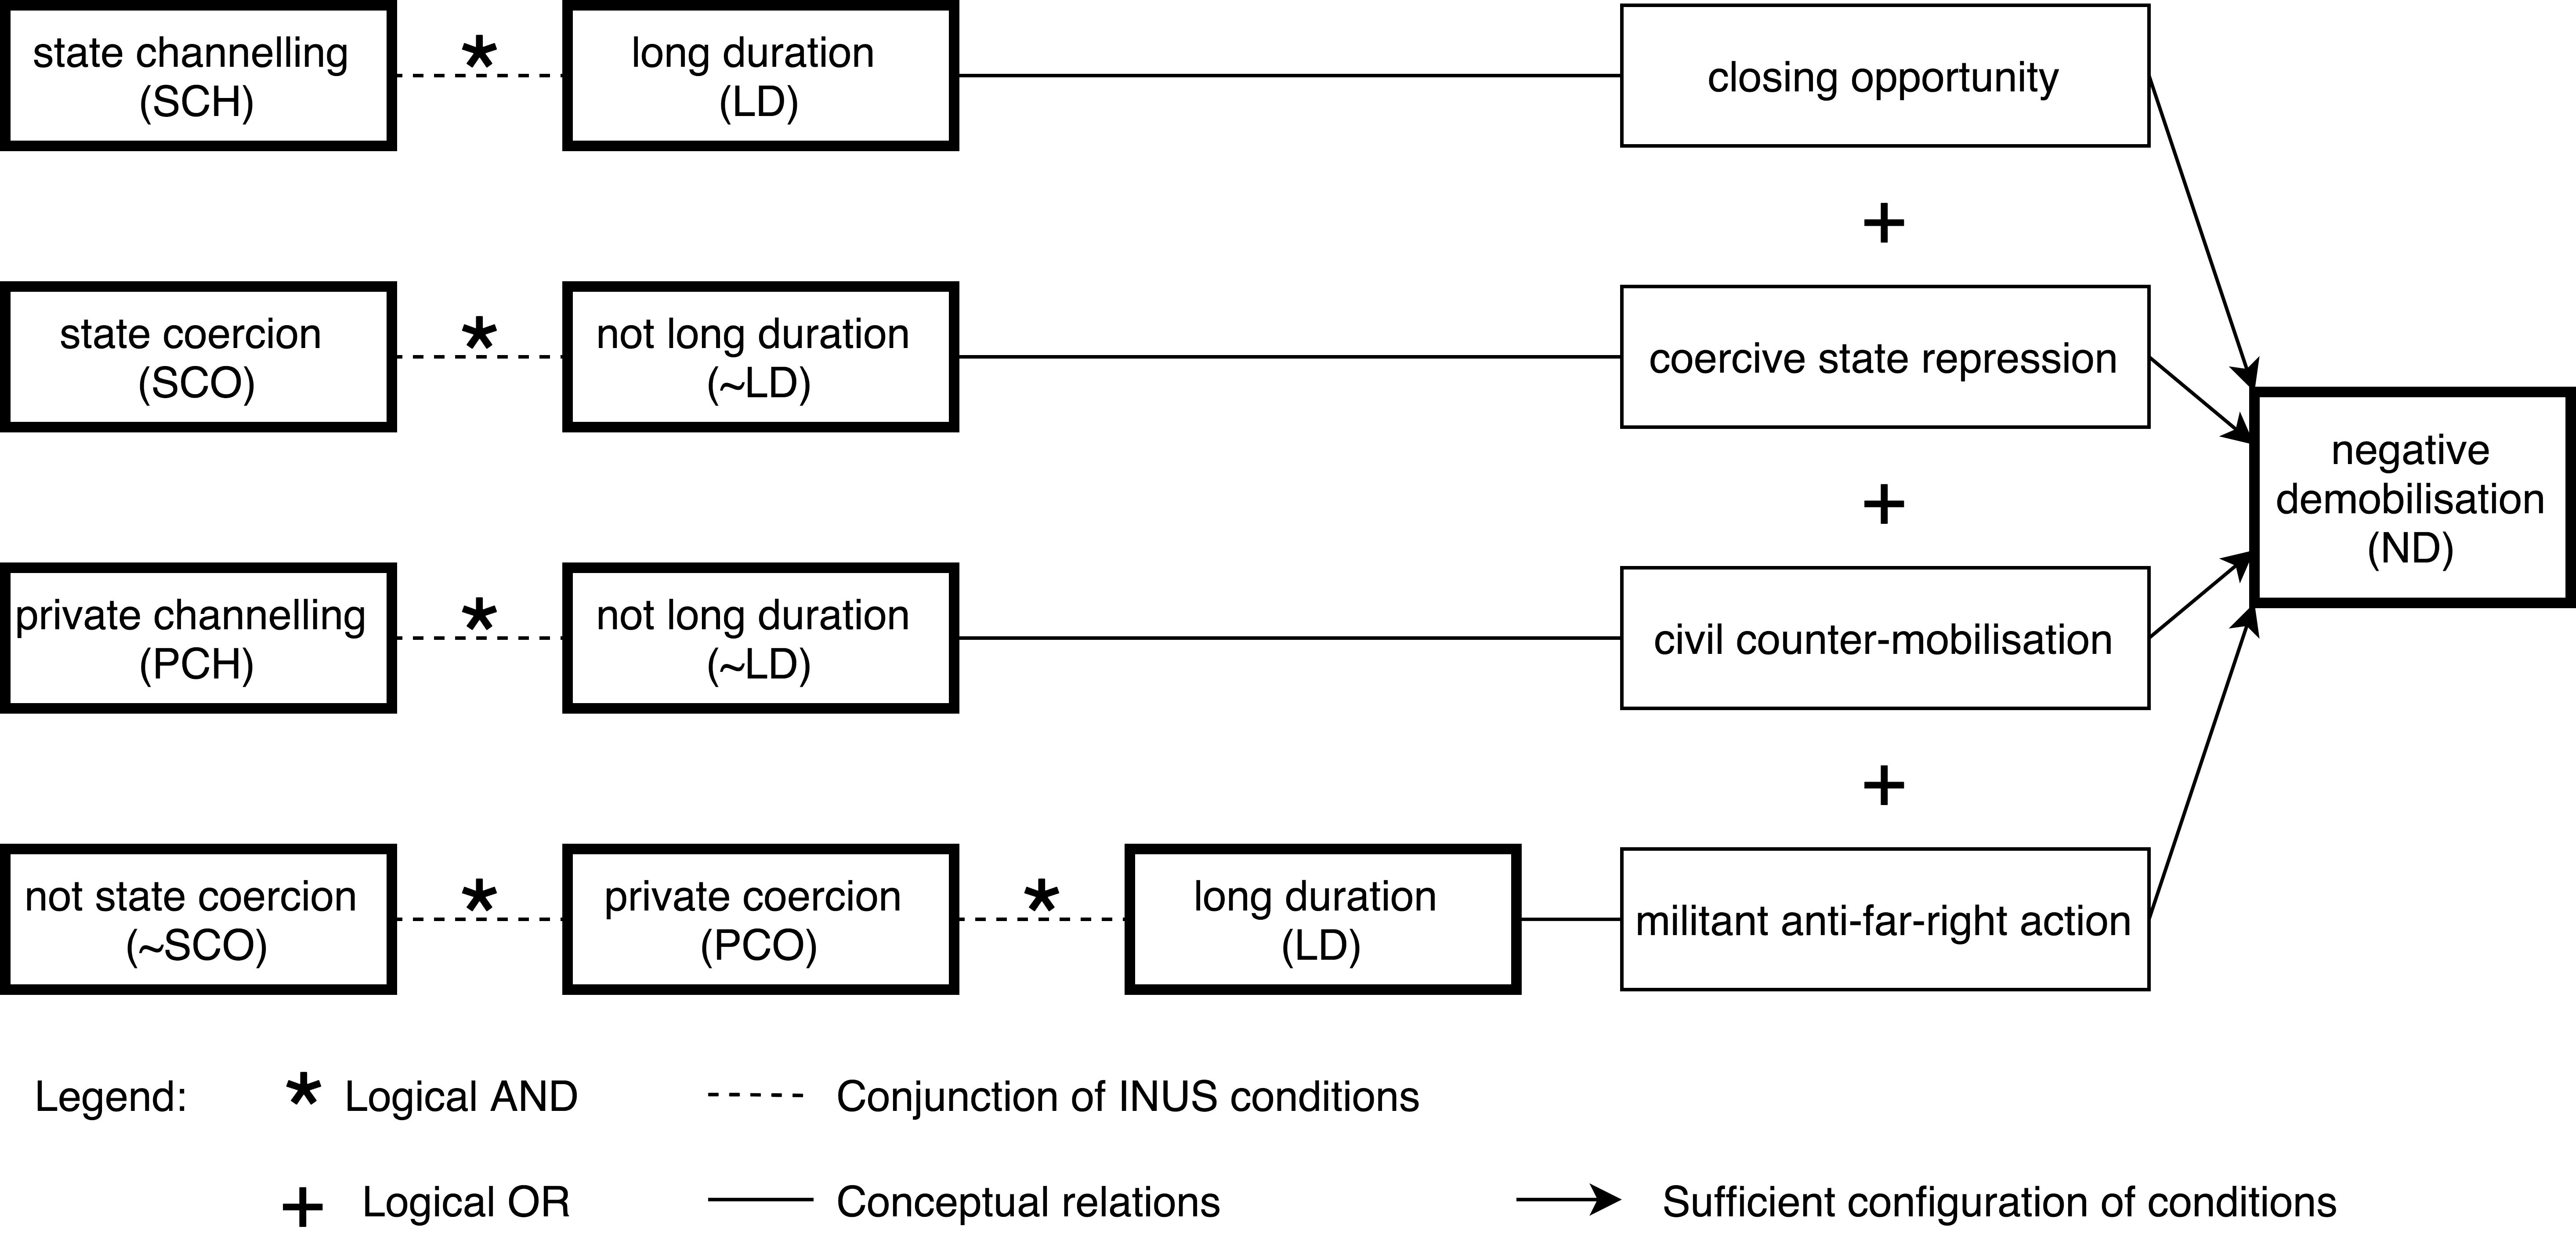 state channelling
(SCH)
*
long duration
(LD)
closing opportunity
+
state coercion
(SCO)
*
not long duration
(~LD)
coercive state repression
+
private channelling
(PCH)
*
not long duration
(~LD)
civil counter-mobilisation
+
not state coercion
(~SCO)
*
private coercion
(PCO)
*
long duration
(LD)
militant anti-far-right action
negative
demobilisation
(ND)
Legend:
* Logical AND
Conjunction of INUS conditions
+ Logical OR
Conceptual relations
Sufficient configuration of conditions